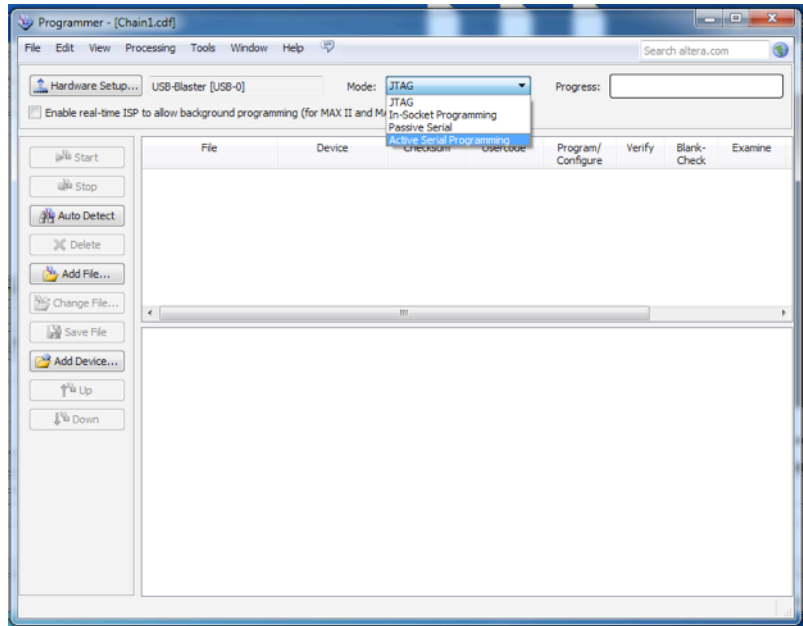 Programmer - [Chain1.cdf]
File Edit View Processing Tools Window Help
Search altera.com
Hardware Setup... USB-Blaster [USB-0] Mode: JTAG Progress:
JTAG
Enable real-time ISP to allow background programming (for MAX II and
In-Socket Programming
Passive Serial
Active Serial Programming
File Device Checksum Usercode Program/ Configure Verify Blank- Check Examine
Start
Stop
Auto Detect
Delete
Add File...
Change File...
Save File
Add Device...
Up
Down